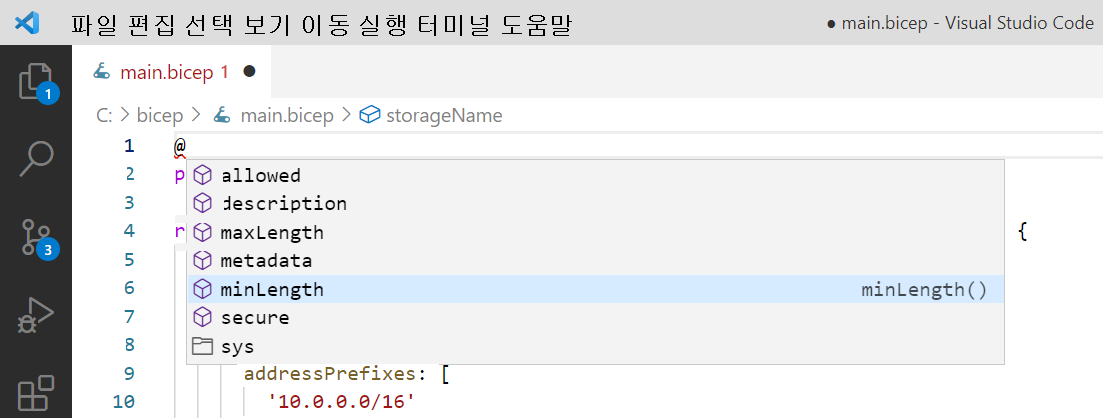 파일 편집 선택 보기 이동 실행 터미널 도움말 ● main.bicep - Visual Studio Code
main.bicep 1 ●
C: > bicep > main.bicep > storageName
1 @
2 p
allowed
3
description
4 r {
maxLength
5
metadata
6
minLength minLength()
7
secure
8
sys
9 addressPrefixes: [
10 '10.0.0.0/16'
1
3